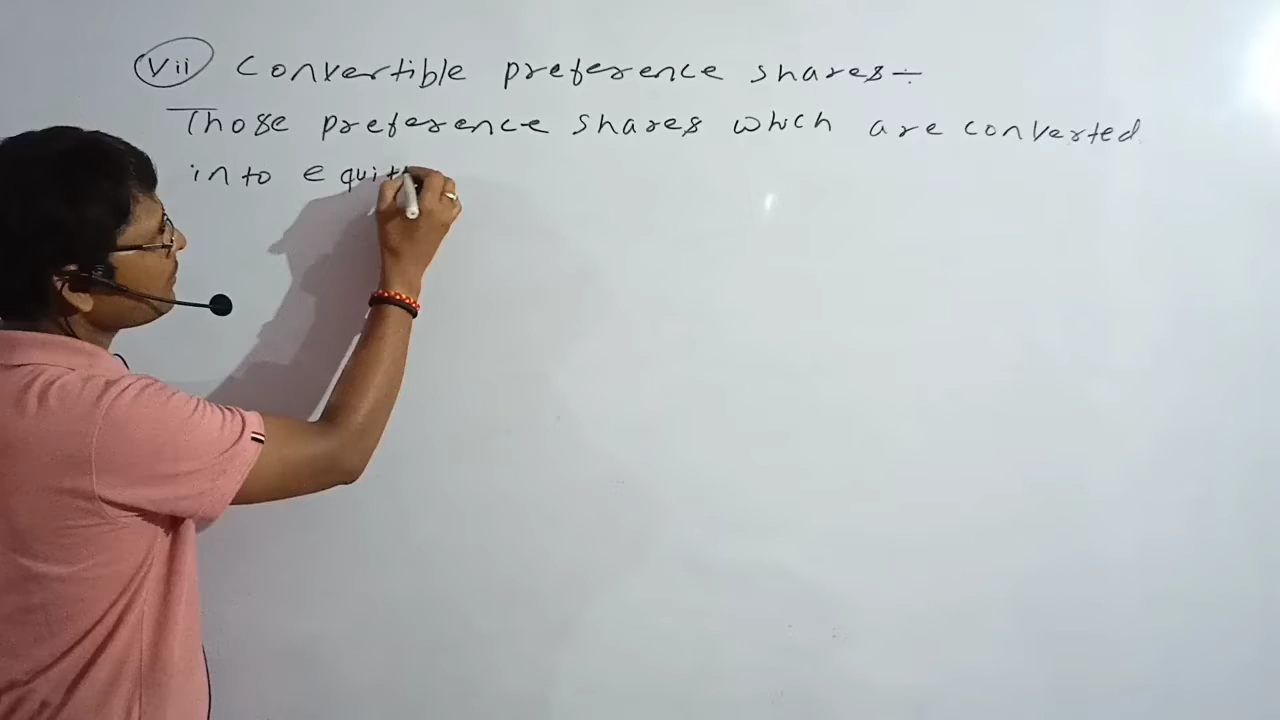 (vii) Convertible preference shares÷
Those preference shares which are converted
into equit